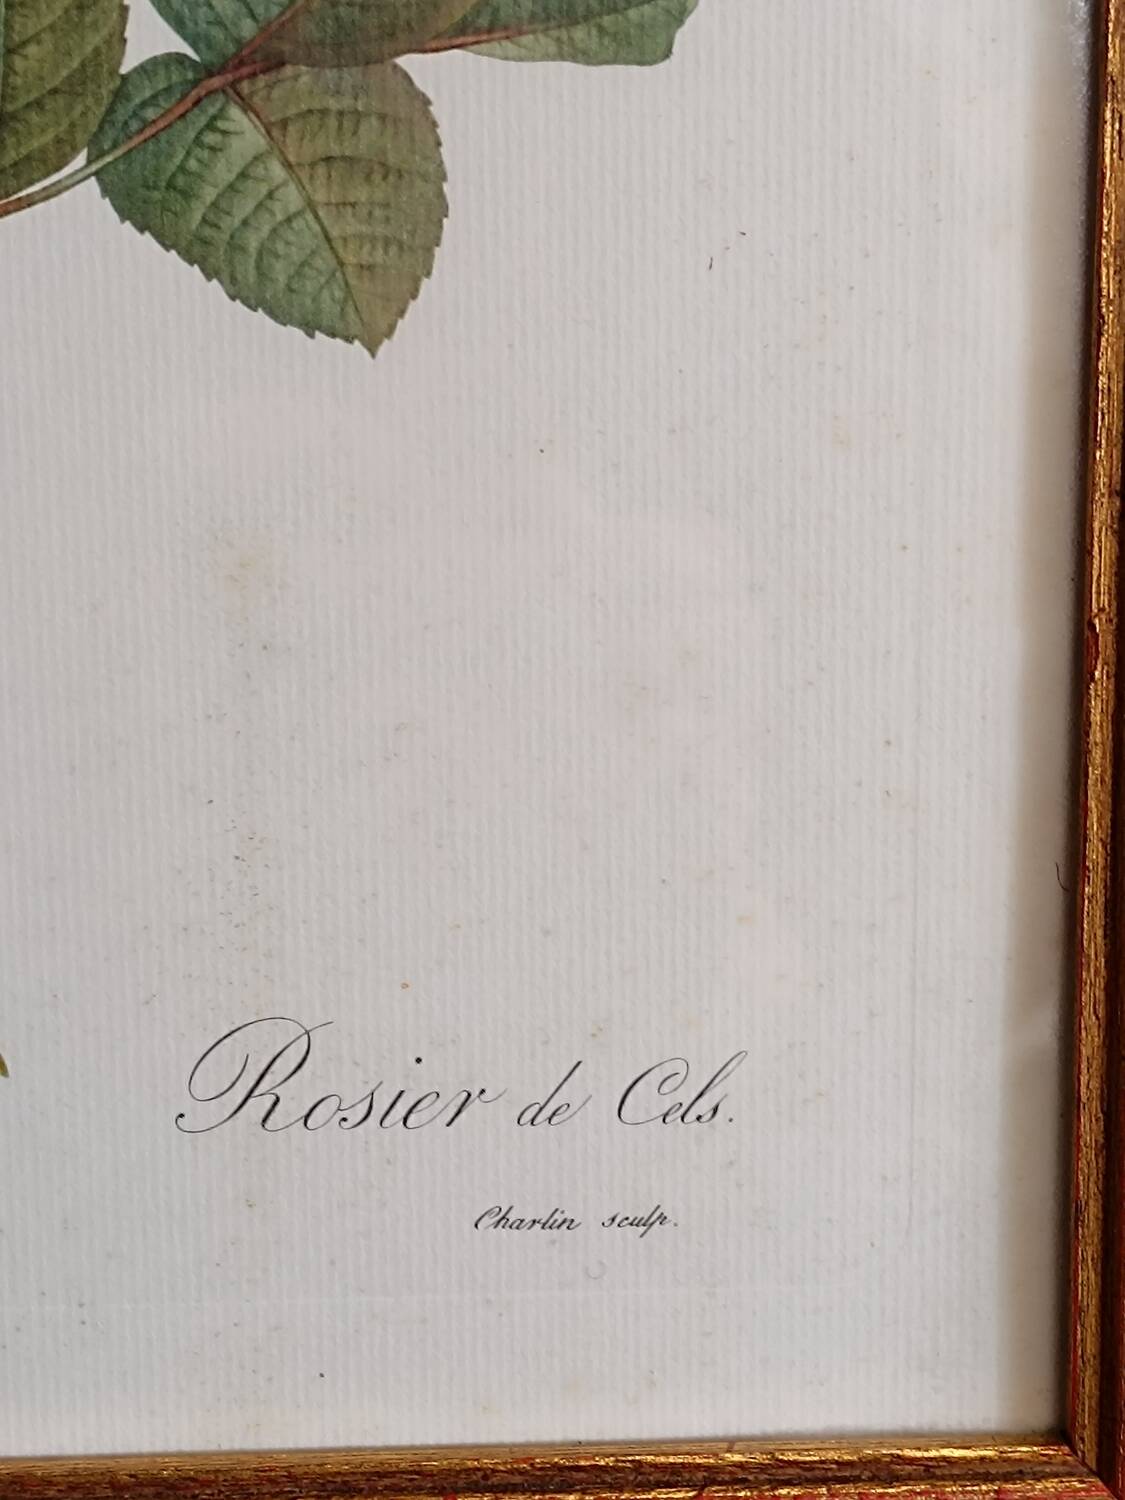 Rosier de Cels.
Charlin sculp.